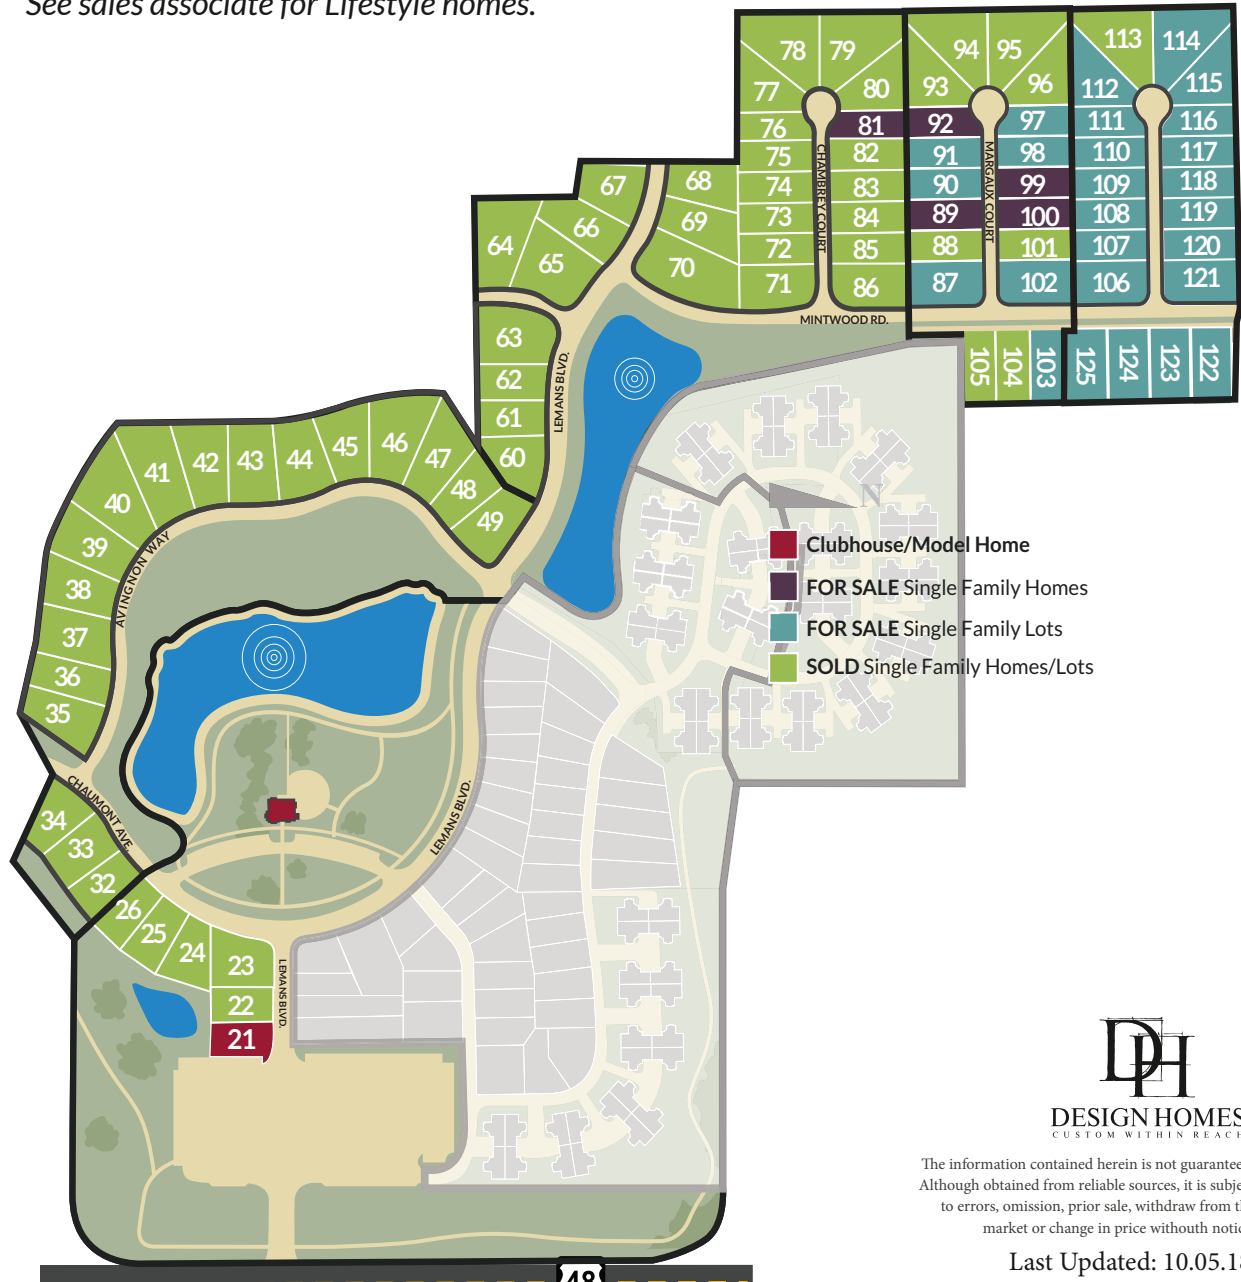 See sales associate for Lifestyle homes.
78 79
77 80
76 81
75 82
74 83
73 84
72 85
71 86
CHAMBREY COURT
94 95
93 96
92 97
91 98
90 99
89 100
88 101
87 102
MARGAUX COURT
113 114
112 115
111 116
110 117
109 118
108 119
107 120
106 121
MINTWOOD RD.
105 104 103 125 124 123 122
67 68
66 69
64 65 70
63
62
61
60
LEMANS BLVD.
41 42 43 44 45 46 47
40 48
39 49
38
37
36
35
AVINGNON WAY
CHAUMONT AVE.
34
33
32
26
25
24
23
22
21
LEMANS BLVD.
LEMANS BLVD.
N
Clubhouse/Model Home
FOR SALE Single Family Homes
FOR SALE Single Family Lots
SOLD Single Family Homes/Lots
48
DH
DESIGN HOMES
CUSTOM WITHIN REACH
The information contained herein is not guarantee
Although obtained from reliable sources, it is subje
to errors, omission, prior sale, withdraw from th
market or change in price withouth notic
Last Updated: 10.05.18